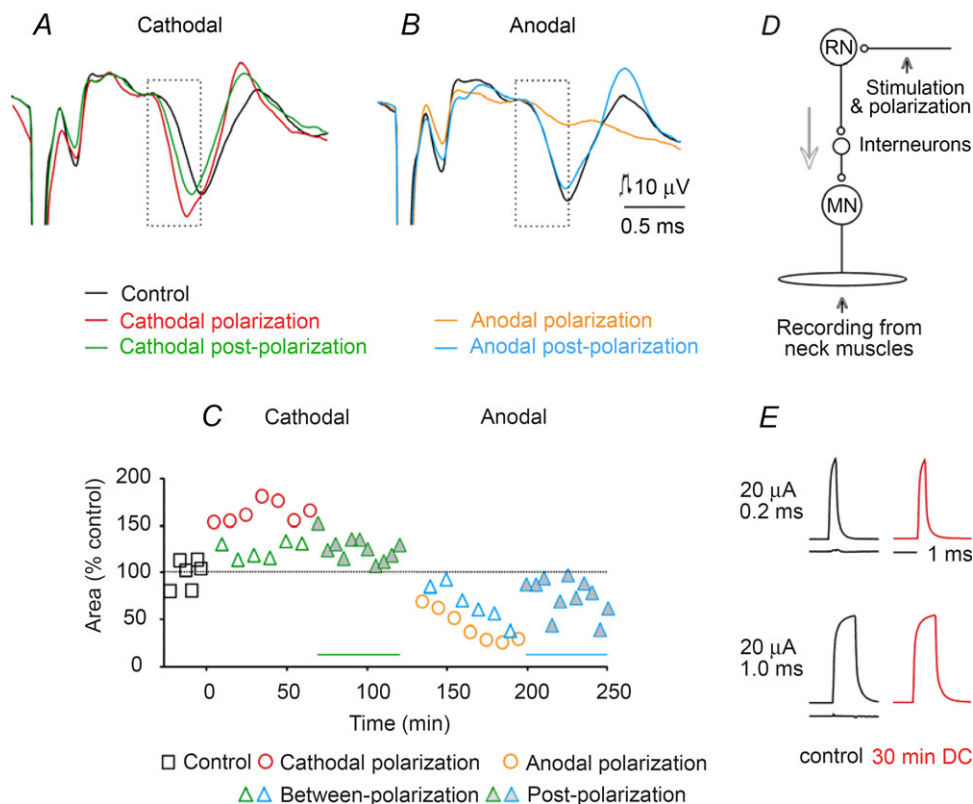 A
Cathodal
B
Anodal
D
RN
Stimulation
& polarization
Interneurons
MN
Recording from
neck muscles
10 μV
0.5 ms
Control
Cathodal polarization
Cathodal post-polarization
Anodal polarization
Anodal post-polarization
C
Cathodal
Anodal
Area (% control)
200
150
100
50
0
0
50
100
150
200
250
Time (min)
Control
Cathodal polarization
Anodal polarization
Between-polarization
Post-polarization
E
20 μA
0.2 ms
1 ms
20 μA
1.0 ms
control
30 min DC